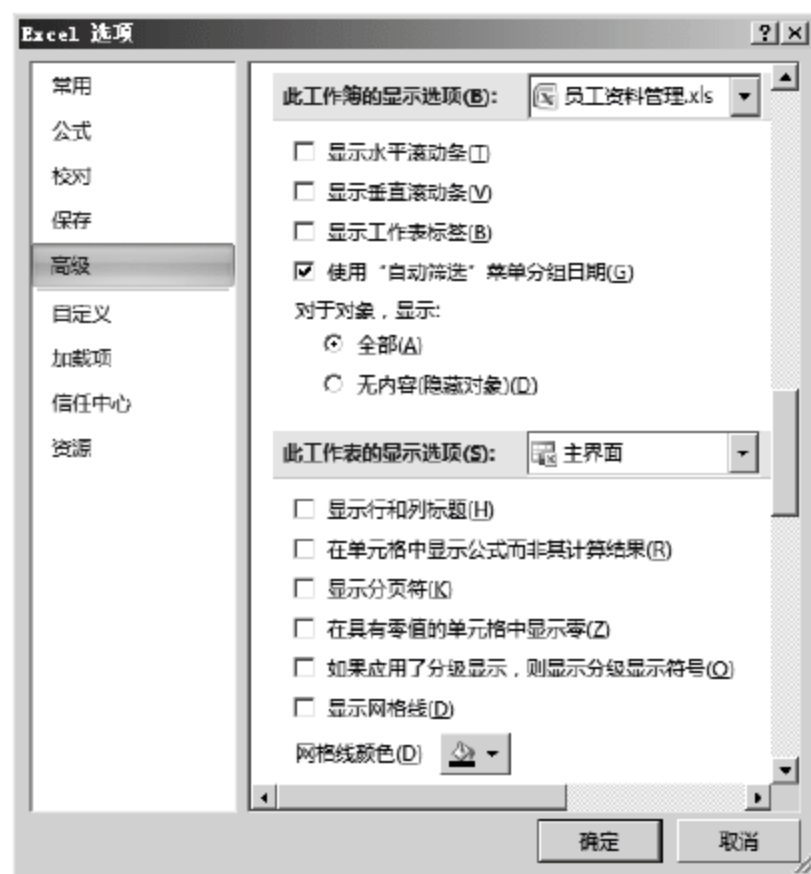 Excel 选项
常用
公式
校对
保存
高级
自定义
加载项
信任中心
资源
此工作簿的显示选项(B): 员工资料管理.xls
显示水平滚动条(T)
显示垂直滚动条(V)
显示工作表标签(B)
使用“自动筛选”菜单分组日期(G)
对于对象，显示:
全部(A)
无内容(隐藏对象)(D)
此工作表的显示选项(S): 主界面
显示行和列标题(H)
在单元格中显示公式而非其计算结果(R)
显示分页符(K)
在具有零值的单元格中显示零(Z)
如果应用了分级显示，则显示分级显示符号(O)
显示网格线(D)
网格线颜色(D)
确定
取消